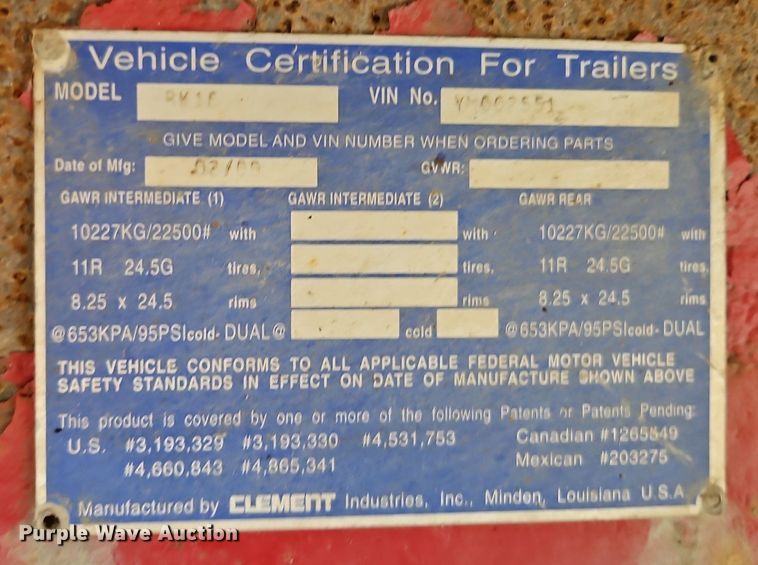 Vehicle Certification For Trailers
MODEL VIN No.
GIVE MODEL AND VIN NUMBER WHEN ORDERING PARTS
Date of Mfg: GVWR:
GAWR INTERMEDIATE (1) GAWR INTERMEDIATE (2) GAWR REAR
10227KG/22500# with with 10227KG/22500# with
11R 24.5G tires, tires, 11R 24.5G tires,
8.25 x 24.5 rims rims 8.25 x 24.5 rims
@653KPA/95PSIcold- DUAL@ cold @653KPA/95PSIcold- DUAL
THIS VEHICLE CONFORMS TO ALL APPLICABLE FEDERAL MOTOR VEHICLE
SAFETY STANDARDS IN EFFECT ON DATE OF MANUFACTURE SHOWN ABOVE
This product is covered by one or more of the following Patents or Patents Pending:
U.S. #3,193,329 #3,193,330 #4,531,753 Canadian #1265549
#4,660,843 #4,865,341 Mexican #203275
Manufactured by CLEMENT Industries, Inc., Minden, Louisiana U.S.A
Purple Wave Auction